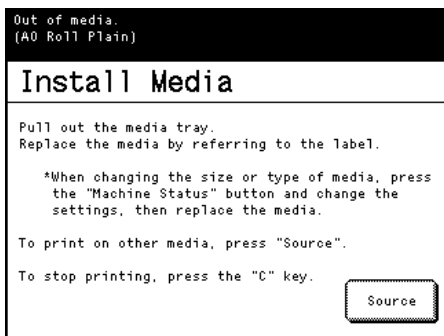 Out of media.
(A0 Roll Plain)
Install Media
Pull out the media tray.
Replace the media by referring to the label.
*When changing the size or type of media, press
the "Machine Status" button and change the
settings, then replace the media.
To print on other media, press "Source".
To stop printing, press the "C" key.
Source